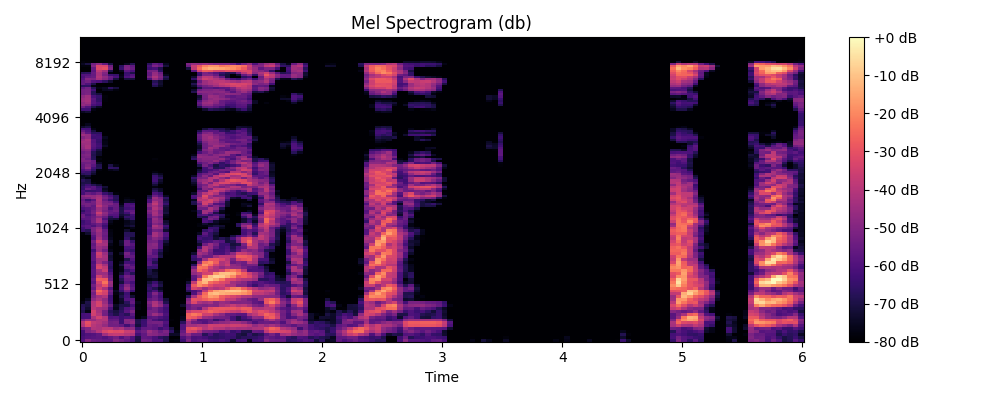 Mel Spectrogram (db)
8192
4096
2048
1024
512
0
Hz
0 1 2 3 4 5 6
Time
+0 dB
-10 dB
-20 dB
-30 dB
-40 dB
-50 dB
-60 dB
-70 dB
-80 dB